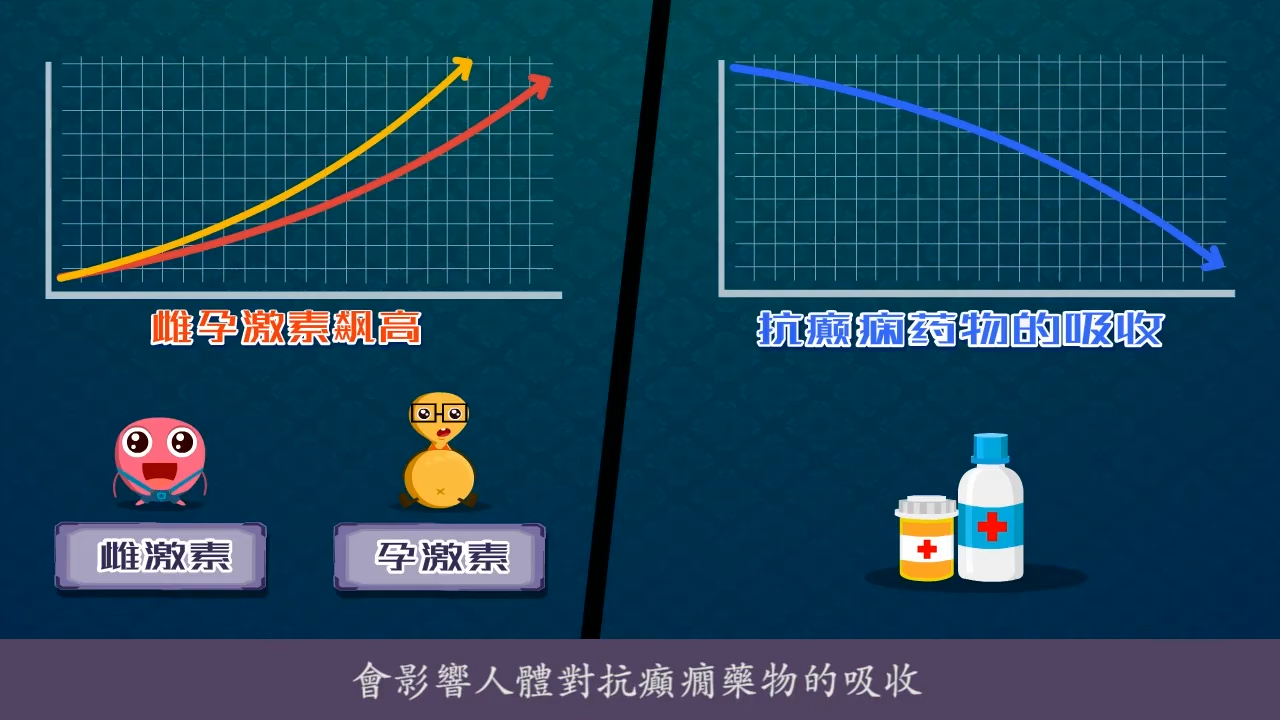 雌孕激素飙高
抗癫痫药物的吸收
雌激素
孕激素
會影響人體對抗癲癇藥物的吸收